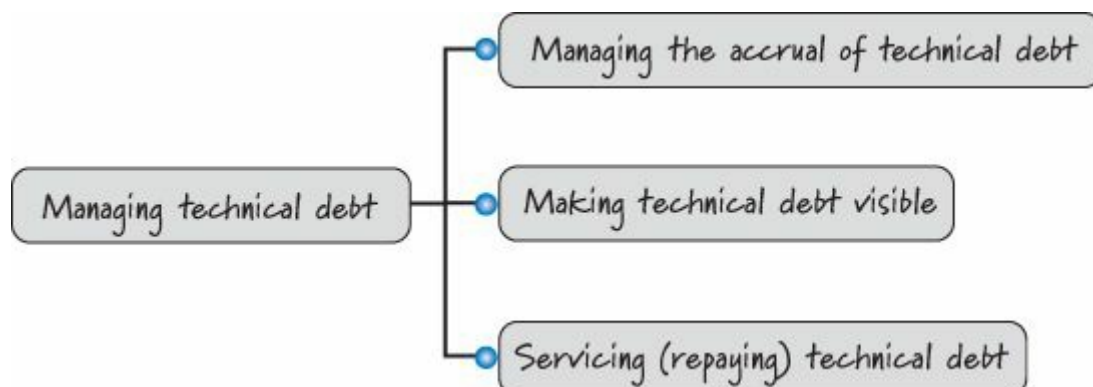 Managing the accrual of technical debt
Managing technical debt
Making technical debt visible
Servicing (repaying) technical debt